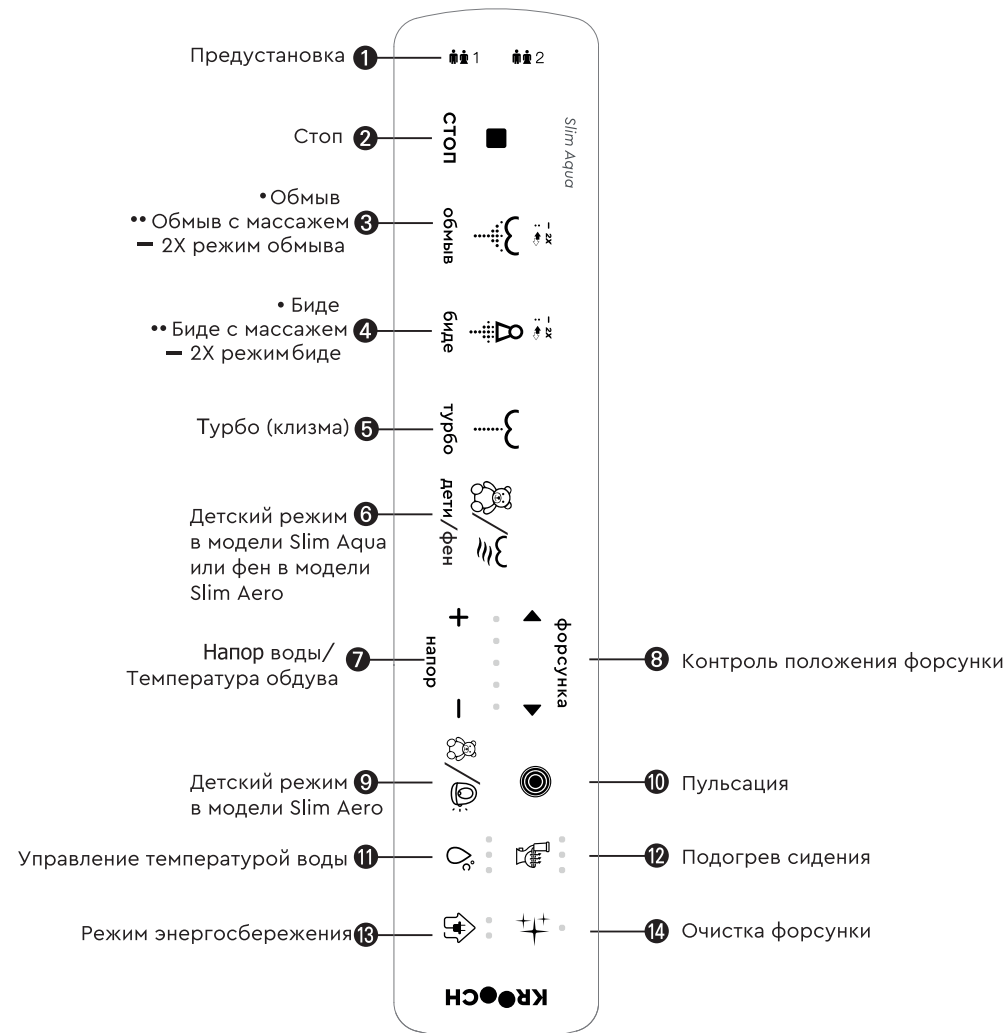 Предустановка 1
1 2
Стоп 2
стоп
Slim Aqua
• Обмыв
•• Обмыв с массажем 3
— 2X режим обмыва
обмыв
— 2X
•• Биде с массажем 4
• Биде
— 2X режим биде
биде
— 2X
Турбо (клизма) 5
турбо
Детский режим 6
в модели Slim Aqua
или фен в модели
Slim Aero
дети/фен
+
Напор воды/ 7
Температура обдува
напор
—
форсунка
8 Контроль положения форсунки
Детский режим 9
в модели Slim Aero
10 Пульсация
Управление температурой воды 11
°C
12 Подогрев сидения
Режим энергосбережения 13
14 Очистка форсунки
KROOCH